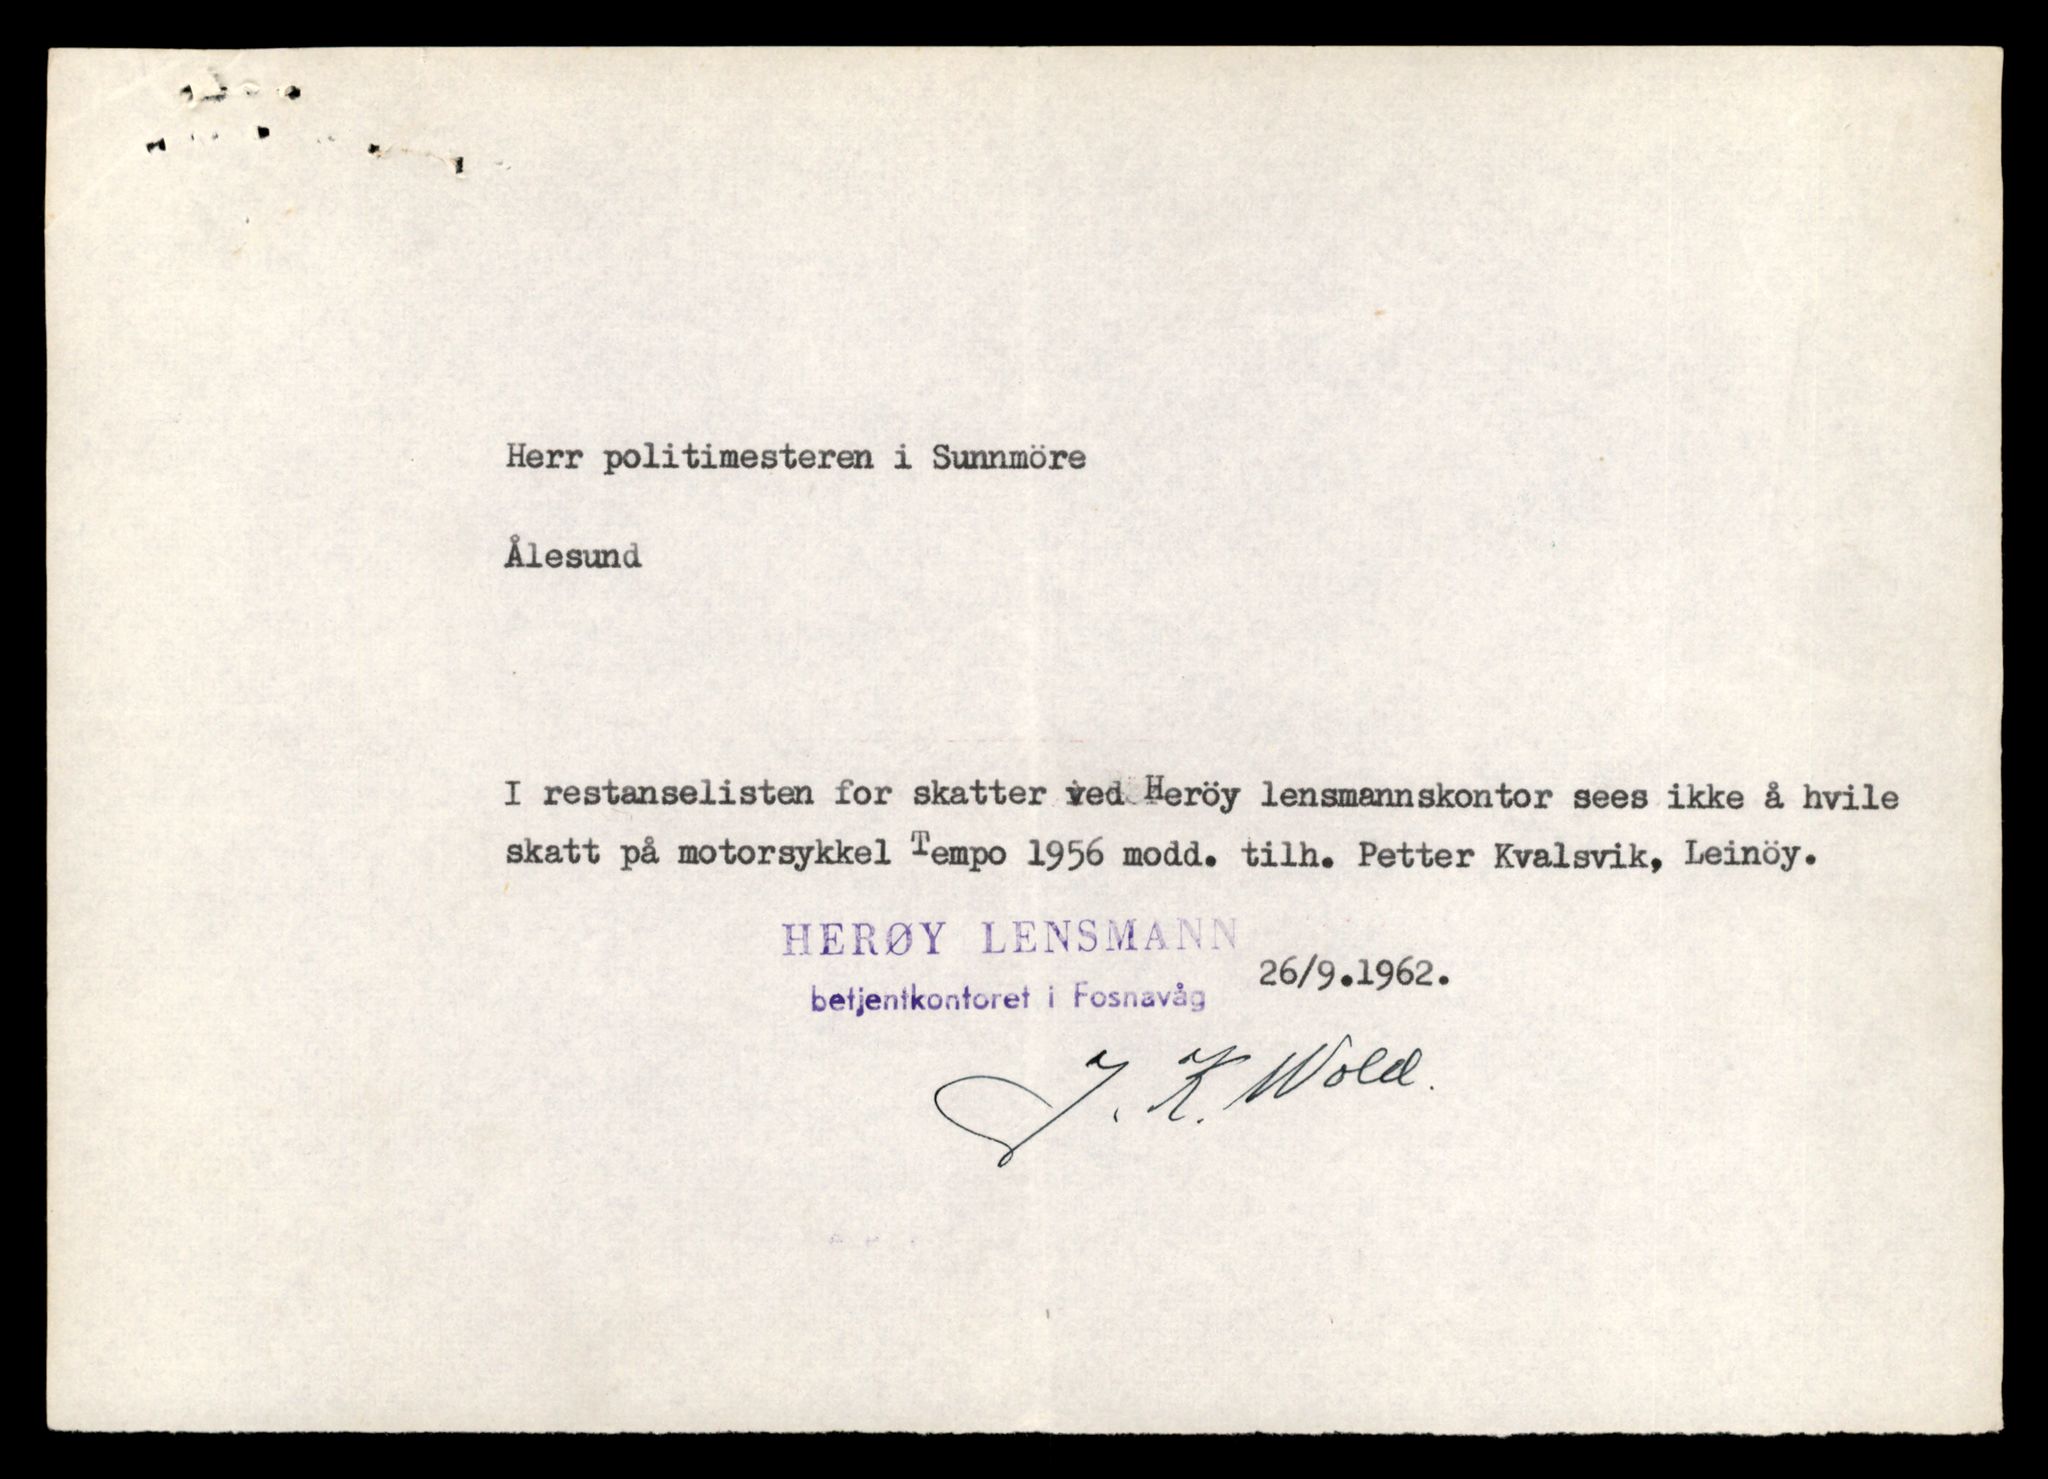 Herr politimesteren i Sunnmöre
Ålesund
I restanselisten for skatter ved Heröy lensmannskontor sees ikke å hvile
skatt på motorsykkel Tempo 1956 modd. tilh. Petter Kvalsvik, Leinöy.
HERØY LENSMANN
26/9.1962.
betjentkontoret i Fosnavåg
J. K. Wold.